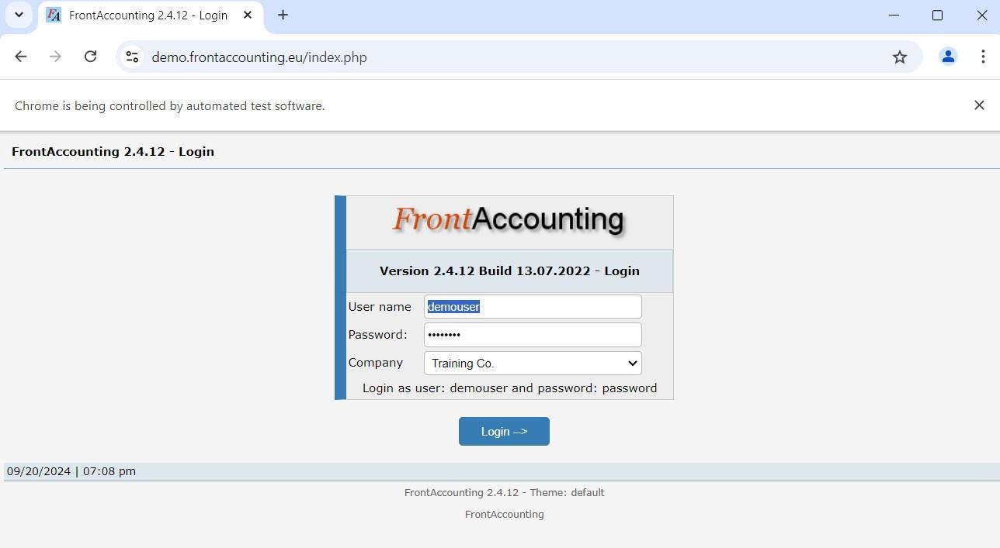 FrontAccounting 2.4.12 - Login
demo.frontaccounting.eu/index.php
Chrome is being controlled by automated test software.
FrontAccounting 2.4.12 - Login
FrontAccounting
Version 2.4.12 Build 13.07.2022 - Login
User name demouser
Password: ••••••••
Company Training Co.
Login as user: demouser and password: password
Login -->
09/20/2024 | 07:08 pm
FrontAccounting 2.4.12 - Theme: default
FrontAccounting